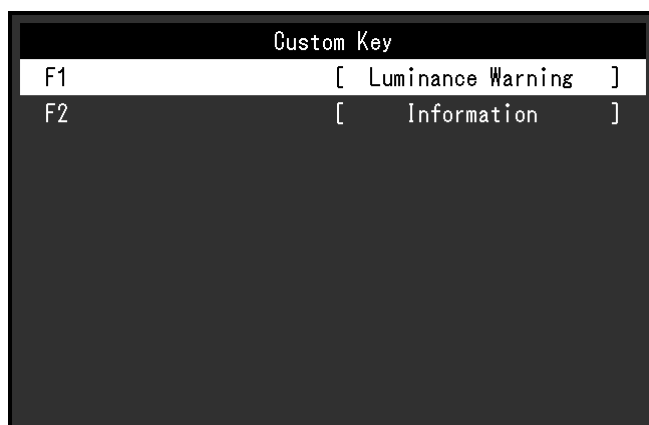 Custom Key
F1 [ Luminance Warning ]
F2 [ Information ]